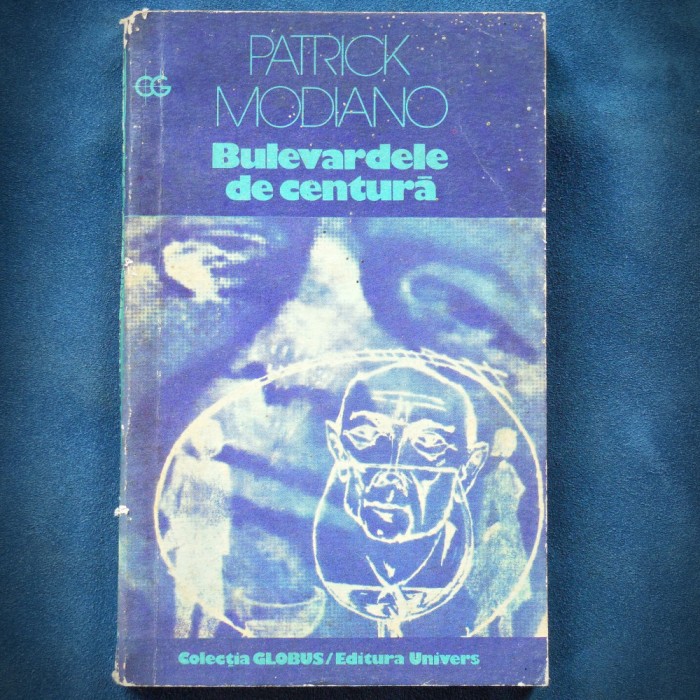 PATRICK
MODIANO
CG
Bulevardele
de centură
Colecția GLOBUS/Editura Univers